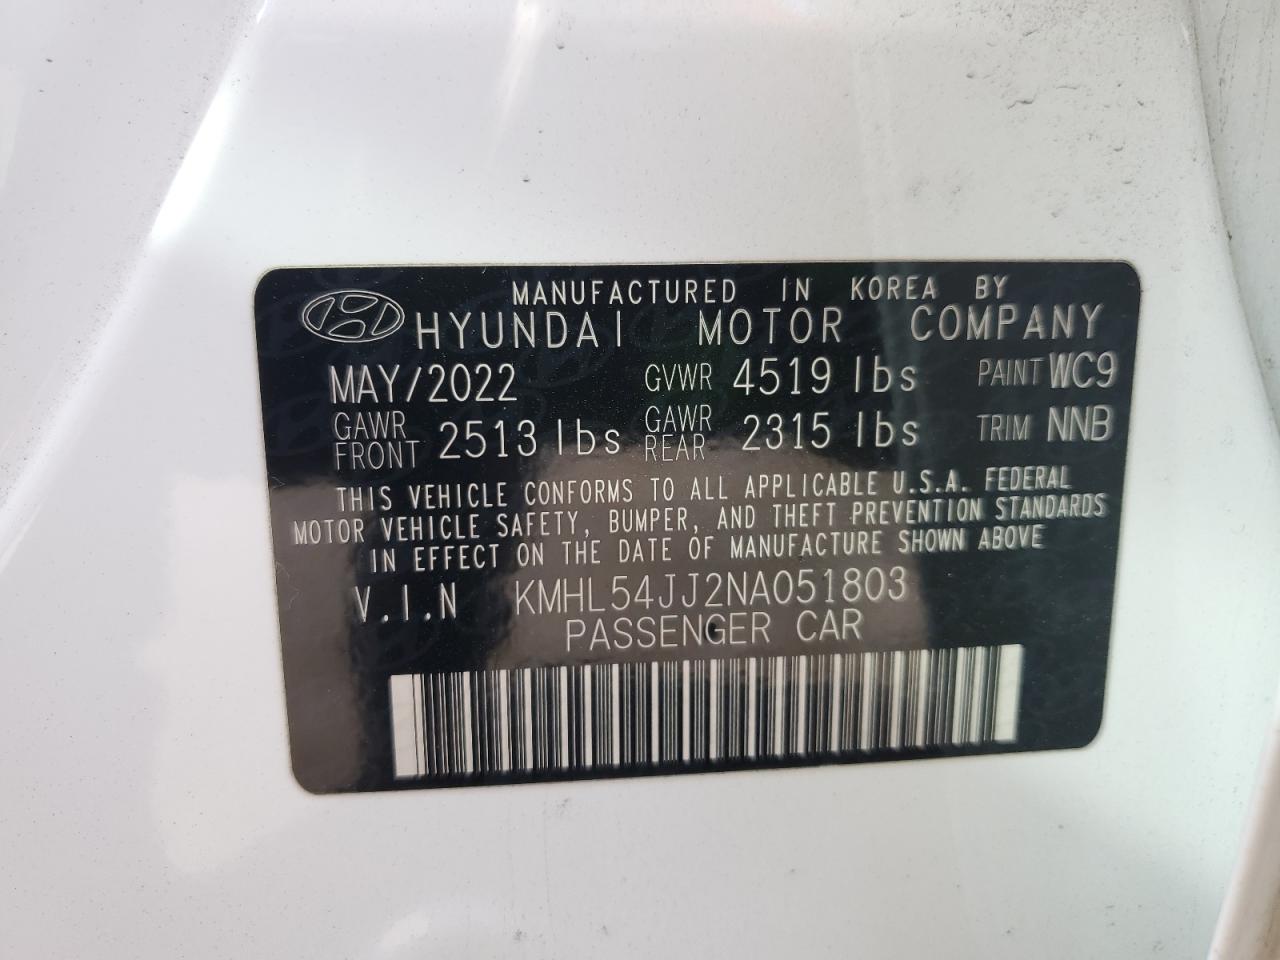 MANUFACTURED IN KOREA BY
HYUNDAI MOTOR COMPANY
MAY/2022 GVWR 4519 lbs PAINT WC9
GAWR FRONT 2513 lbs GAWR REAR 2315 lbs TRIM NNB
THIS VEHICLE CONFORMS TO ALL APPLICABLE U.S.A. FEDERAL
MOTOR VEHICLE SAFETY, BUMPER, AND THEFT PREVENTION STANDARDS
IN EFFECT ON THE DATE OF MANUFACTURE SHOWN ABOVE
V.I.N KMHL54JJ2NA051803
PASSENGER CAR